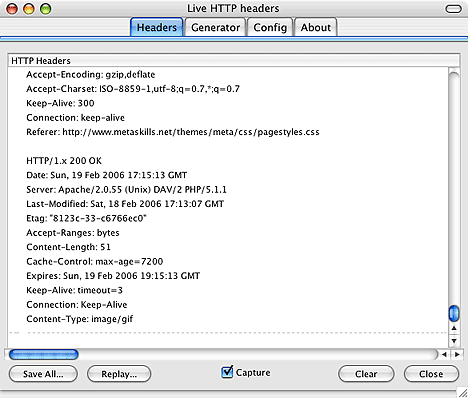 Live HTTP headers
Headers
Generator
Config
About
HTTP Headers
Accept-Encoding: gzip,deflate
Accept-Charset: ISO-8859-1,utf-8;q=0.7,*;q=0.7
Keep-Alive: 300
Connection: keep-alive
Referer: http://www.metaskills.net/themes/meta/css/pagestyles.css
HTTP/1.x 200 OK
Date: Sun, 19 Feb 2006 17:15:13 GMT
Server: Apache/2.0.55 (Unix) DAV/2 PHP/5.1.1
Last-Modified: Sat, 18 Feb 2006 17:13:07 GMT
Etag: "8123c-33-c6766ec0"
Accept-Ranges: bytes
Content-Length: 51
Cache-Control: max-age=7200
Expires: Sun, 19 Feb 2006 19:15:13 GMT
Keep-Alive: timeout=3
Connection: Keep-Alive
Content-Type: image/gif
Save All...
Replay...
Capture
Clear
Close